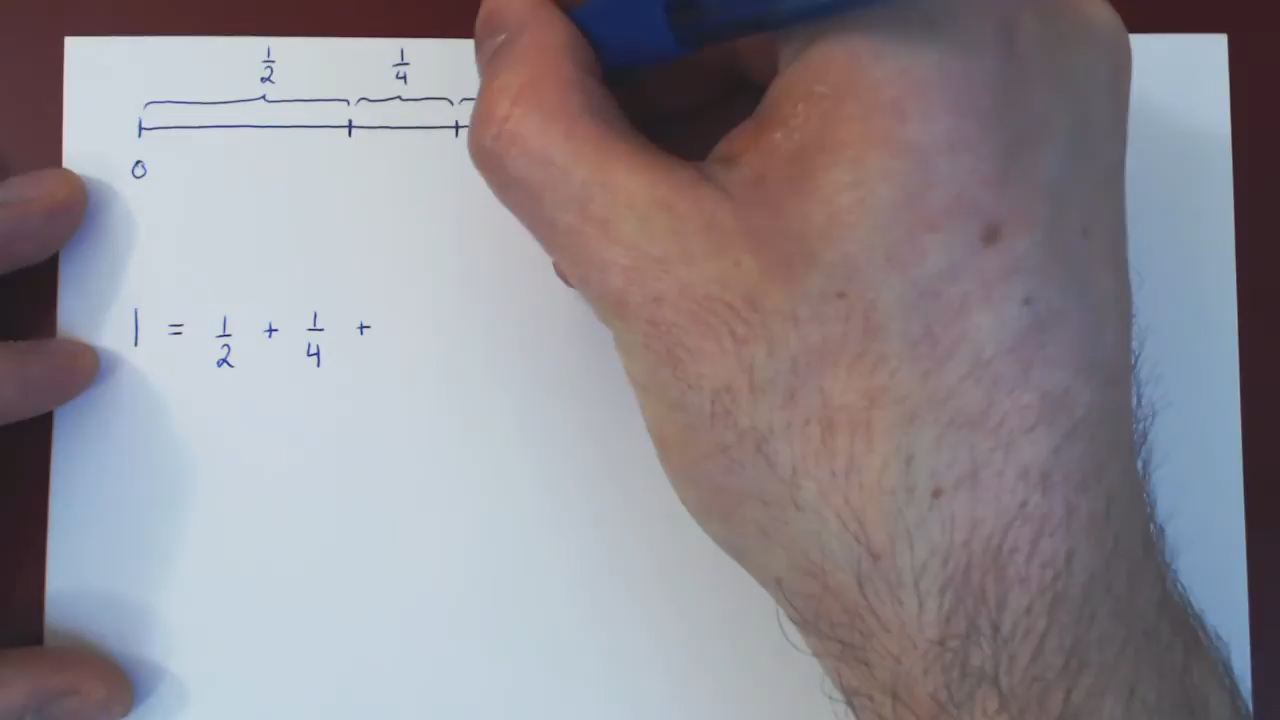 1/2 1/4
0
1 = 1/2 + 1/4 +